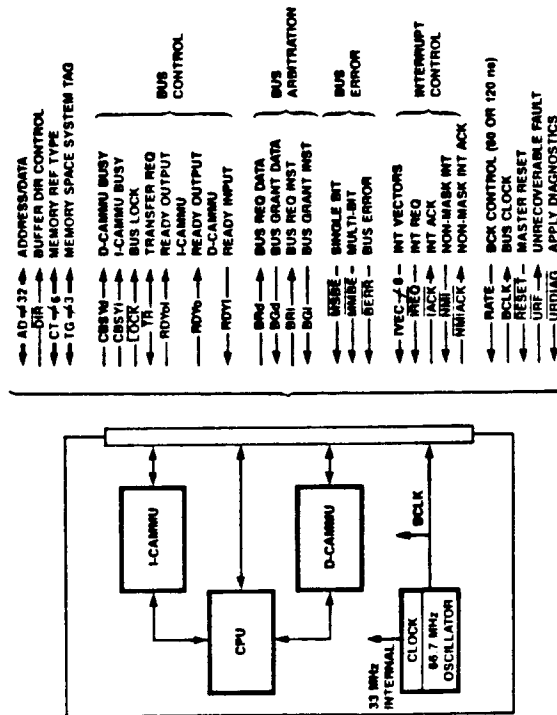 I-CAMMU
CPU
D-CAMMU
33 MHz
INTERNAL
CLOCK
66.7 MHz
OSCILLATOR
BCLK
AD 32 ADDRESS/DATA
DIR BUFFER DIR CONTROL
CT 6 MEMORY REF TYPE
TG 3 MEMORY SPACE SYSTEM TAG
CBSYd D-CAMMU BUSY
CBSYi I-CAMMU BUSY
LOCK BUS LOCK
TR TRANSFER REQ
RDYoi READY OUTPUT
I-CAMMU
RDYo READY OUTPUT
D-CAMMU
RDYi READY INPUT
BUS
CONTROL
BRd BUS REQ DATA
BGd BUS GRANT DATA
BRi BUS REQ INST
BGi BUS GRANT INST
BUS
ARBITRATION
MSBE SINGLE BIT
MMBE MULTI-BIT
BERR BUS ERROR
BUS
ERROR
IVEC 8 INT VECTORS
IREQ INT REQ
IACK INT ACK
NMI NON-MASK INT
NMIACK NON-MASK INT ACK
INTERRUPT
CONTROL
RATE BCK CONTROL (60 OR 120 ns)
BCLK BUS CLOCK
RESET MASTER RESET
URF UNRECOVERABLE FAULT
URDIAG APPLY DIAGNOSTICS